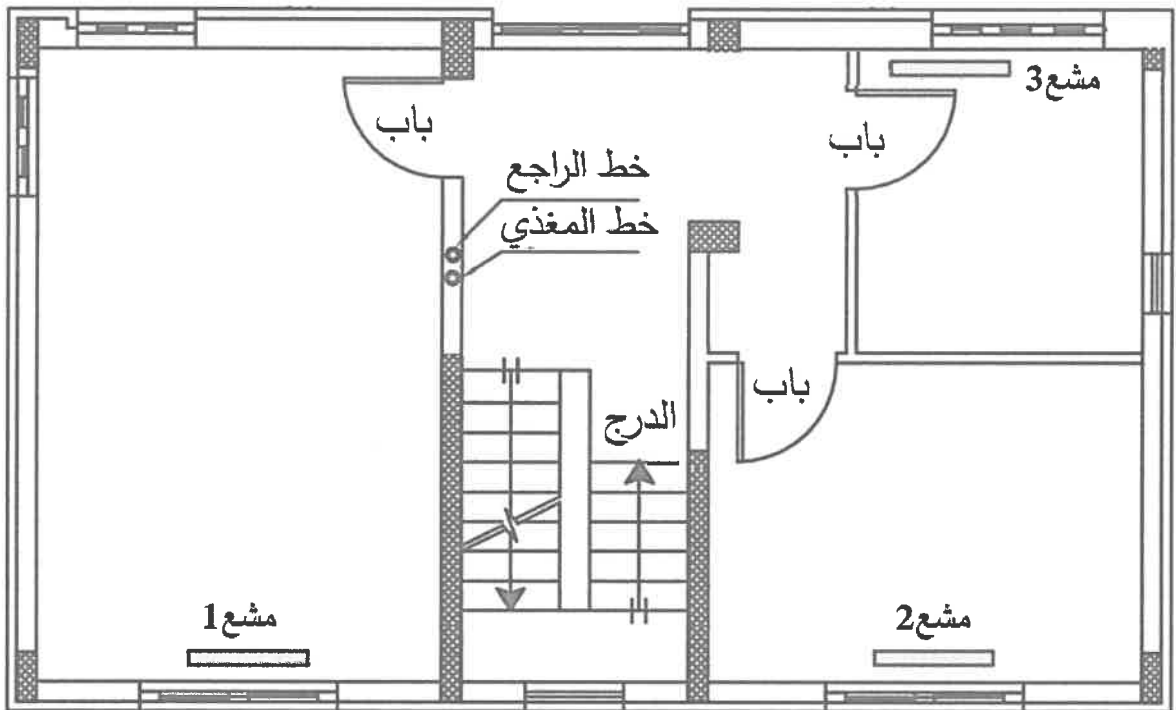 مشع3
باب
باب
خط الراجع
خط المغذي
باب
الدرج
مشع1
مشع2